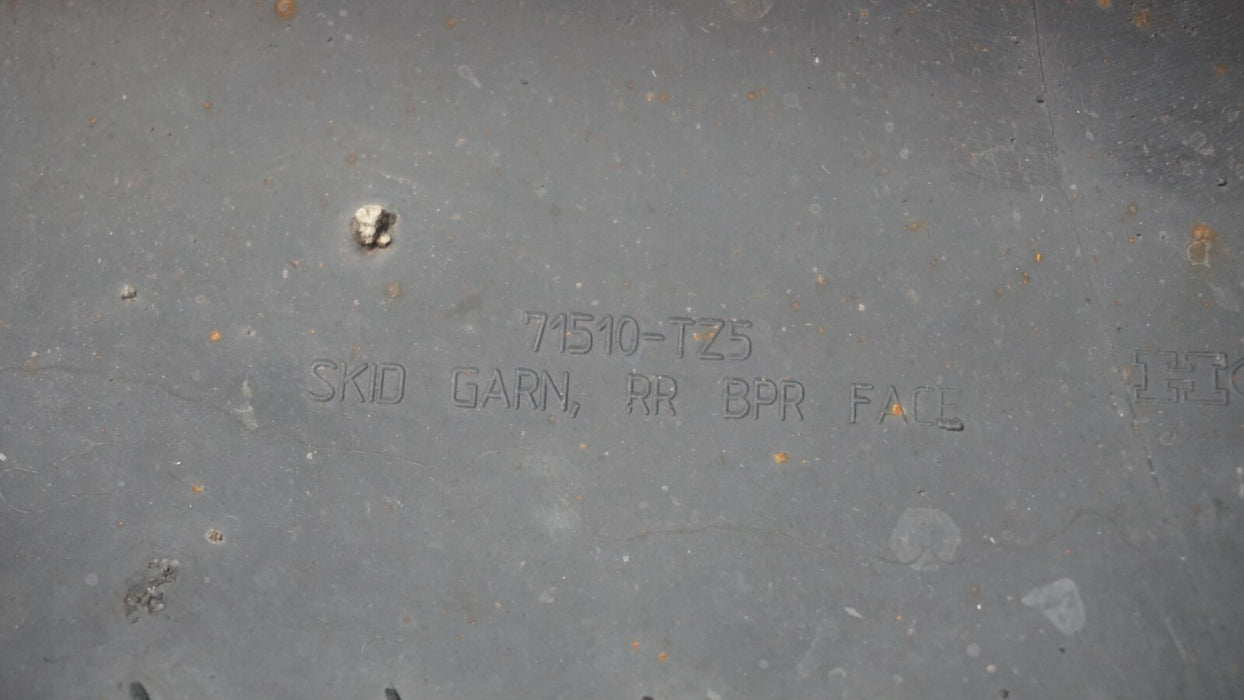 71510-TZ5
SKID GARN, RR BPR FACE